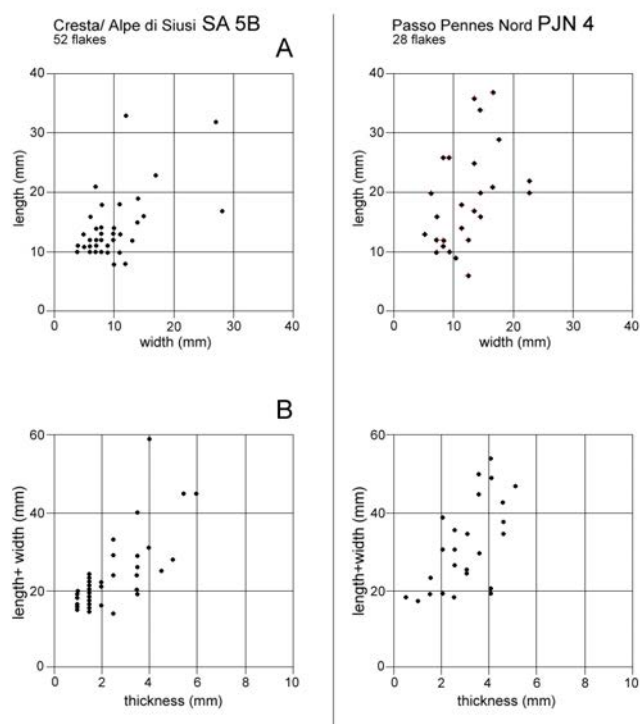 Cresta/ Alpe di Siusi SA 5B
52 flakes
A
40
30
20
10
0
length (mm)
0 10 20 30 40
width (mm)
Passo Pennes Nord PJN 4
28 flakes
40
30
20
10
0
length (mm)
0 10 20 30 40
width (mm)
B
60
40
20
0
length+ width (mm)
0 2 4 6 8 10
thickness (mm)
60
40
20
0
length+width (mm)
0 2 4 6 8 10
thickness (mm)